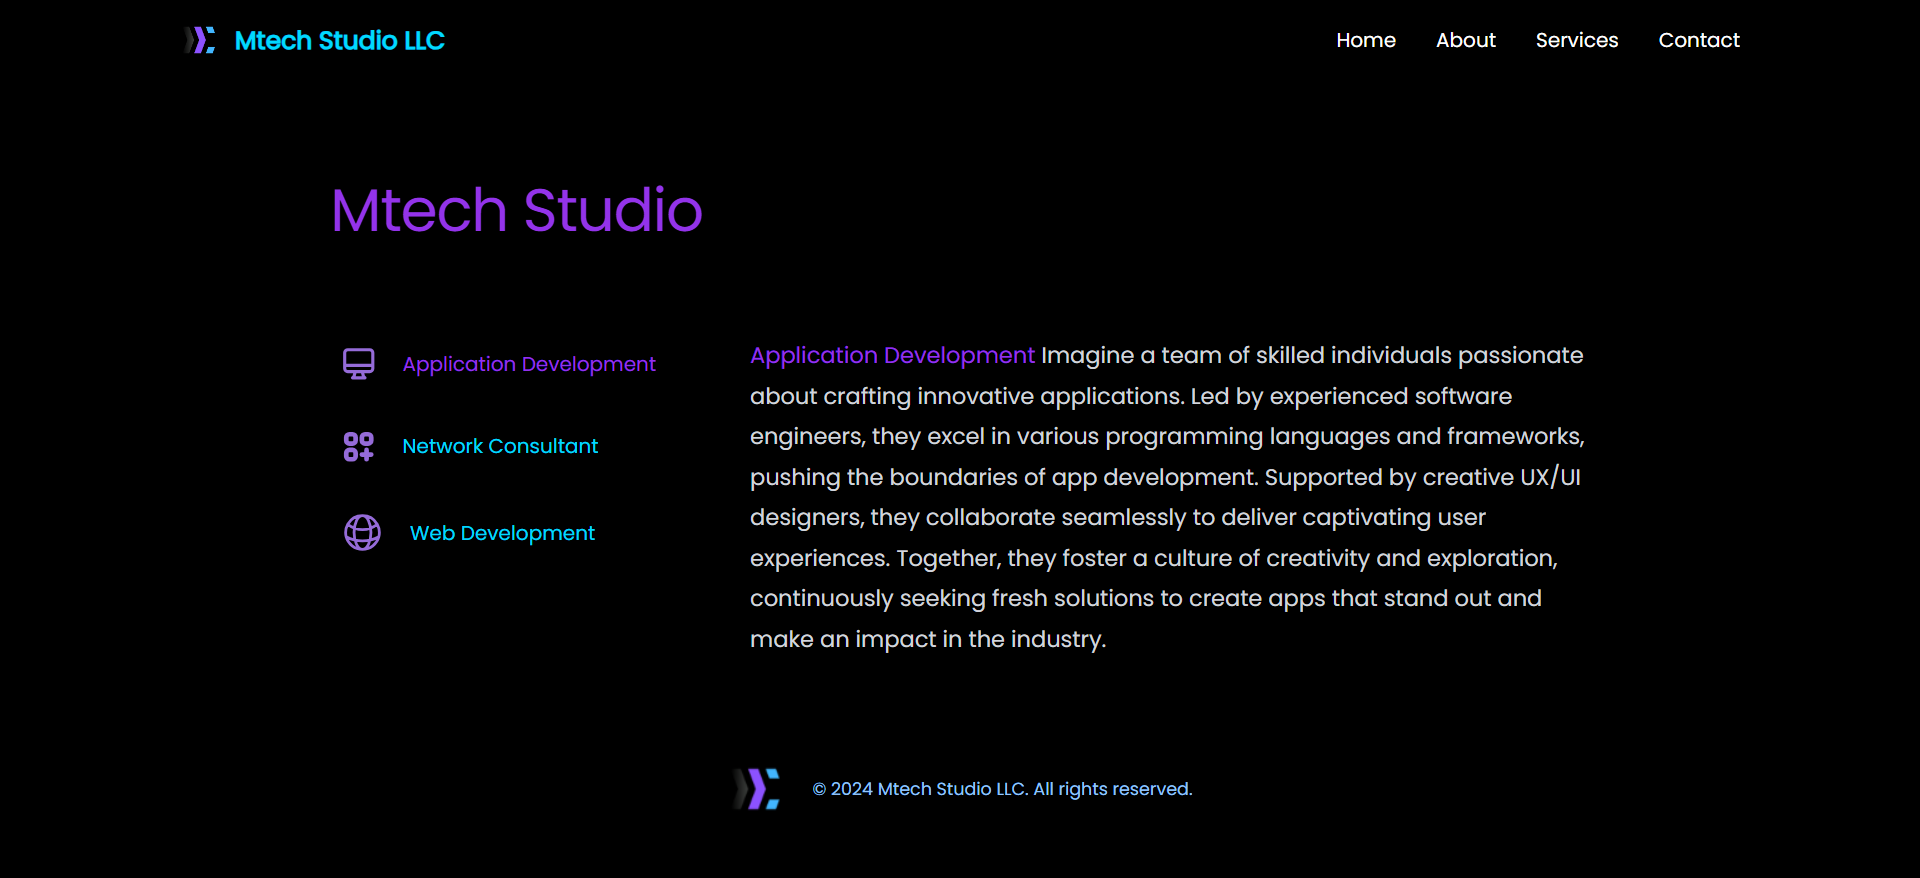 Mtech Studio LLC
Home About Services Contact
Mtech Studio
Application Development
Network Consultant
Web Development
Application Development Imagine a team of skilled individuals passionate
about crafting innovative applications. Led by experienced software
engineers, they excel in various programming languages and frameworks,
pushing the boundaries of app development. Supported by creative UX/UI
designers, they collaborate seamlessly to deliver captivating user
experiences. Together, they foster a culture of creativity and exploration,
continuously seeking fresh solutions to create apps that stand out and
make an impact in the industry.
© 2024 Mtech Studio LLC. All rights reserved.